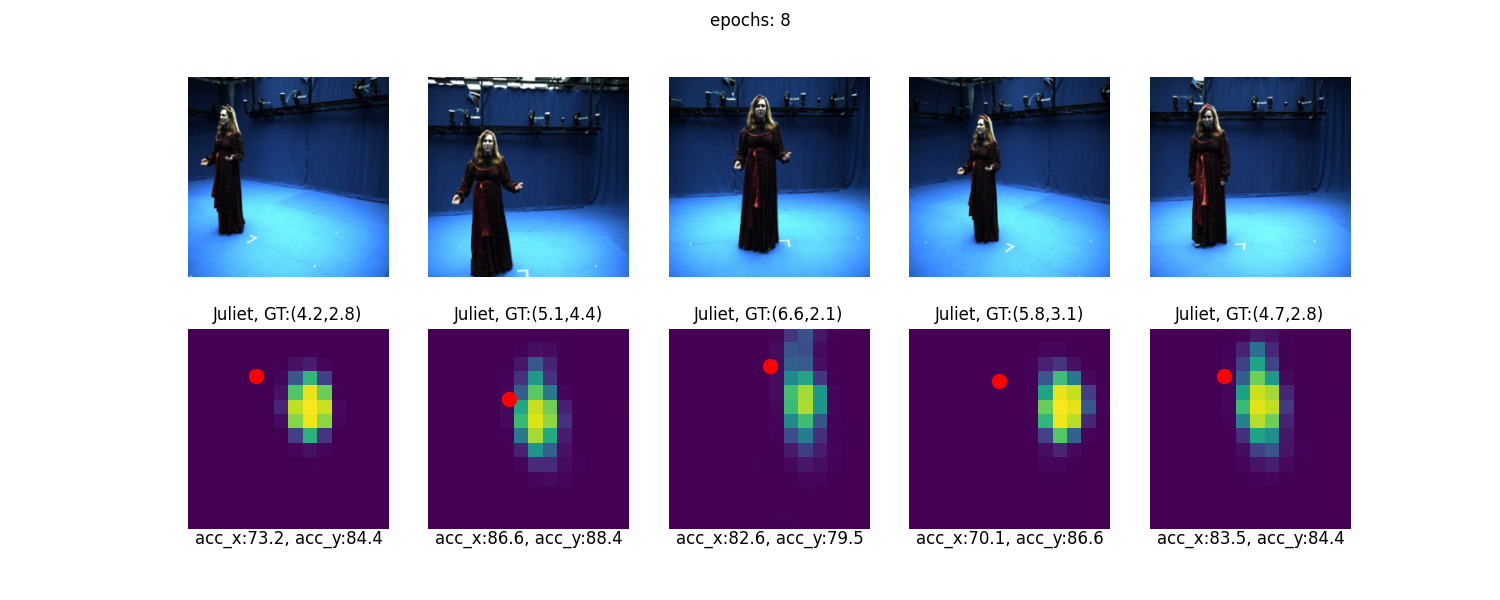 epochs: 8
Juliet, GT:(4.2,2.8)
Juliet, GT:(5.1,4.4)
Juliet, GT:(6.6,2.1)
Juliet, GT:(5.8,3.1)
Juliet, GT:(4.7,2.8)
acc_x:73.2, acc_y:84.4
acc_x:86.6, acc_y:88.4
acc_x:82.6, acc_y:79.5
acc_x:70.1, acc_y:86.6
acc_x:83.5, acc_y:84.4